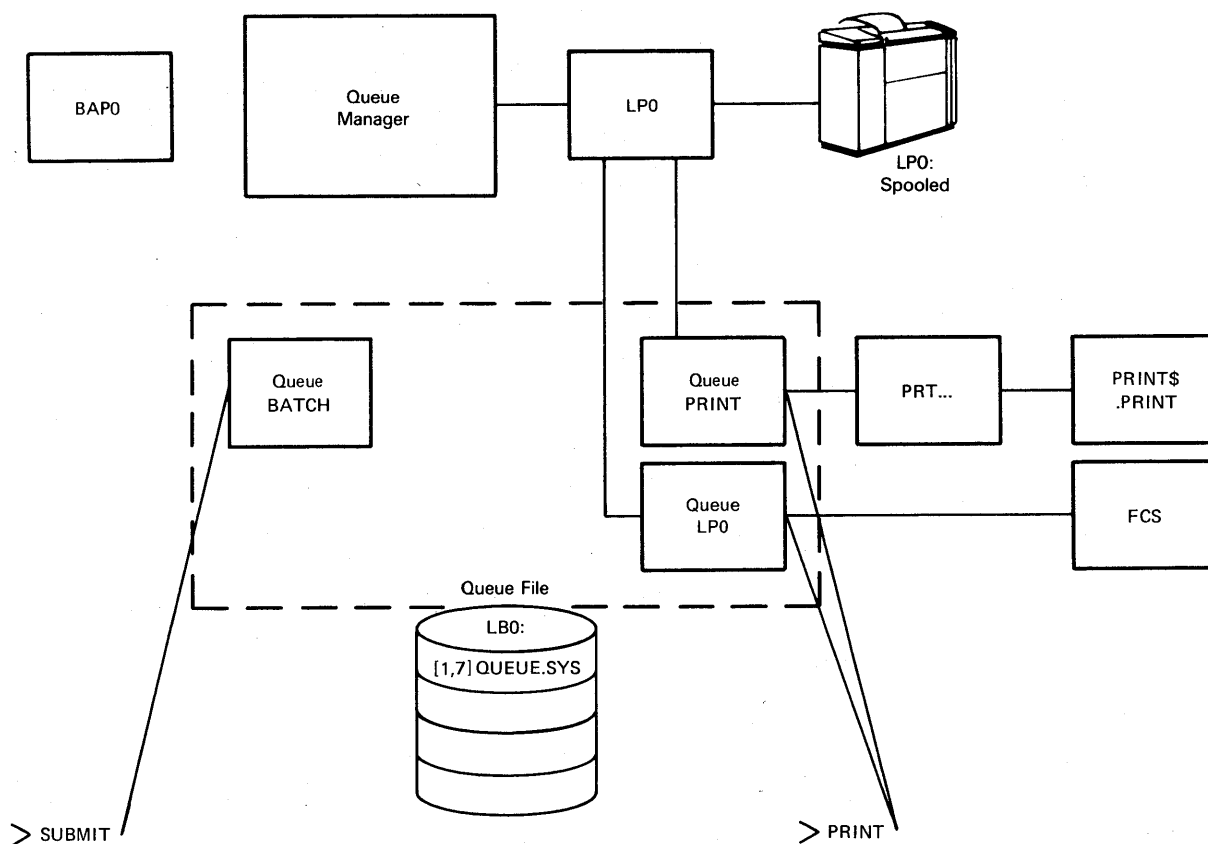 BAP0
Queue
Manager
LP0
LP0:
Spooled
Queue
BATCH
Queue
PRINT
PRT...
PRINT$
.PRINT
Queue
LP0
FCS
Queue File
LB0:
[1,7]QUEUE.SYS
> SUBMIT
> PRINT